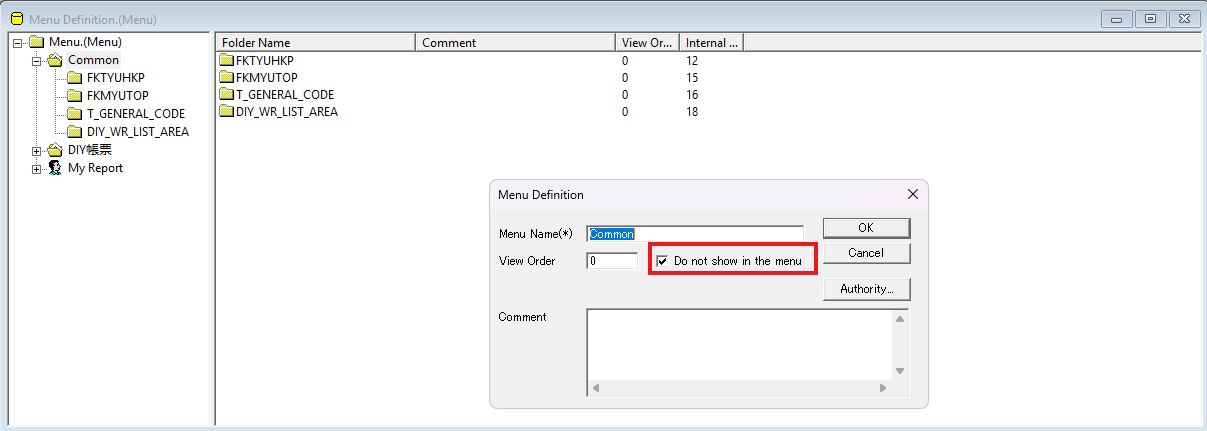 Menu Definition.(Menu)
Menu.(Menu)
Common
FKTYUHKP
FKMYUTOP
T_GENERAL_CODE
DIY_WR_LIST_AREA
DIY帳票
My Report
Folder Name Comment View Or... Internal ...
FKTYUHKP 0 12
FKMYUTOP 0 15
T_GENERAL_CODE 0 16
DIY_WR_LIST_AREA 0 18
Menu Definition
Menu Name(*) Common OK
View Order 0 Do not show in the menu Cancel
Authority...
Comment